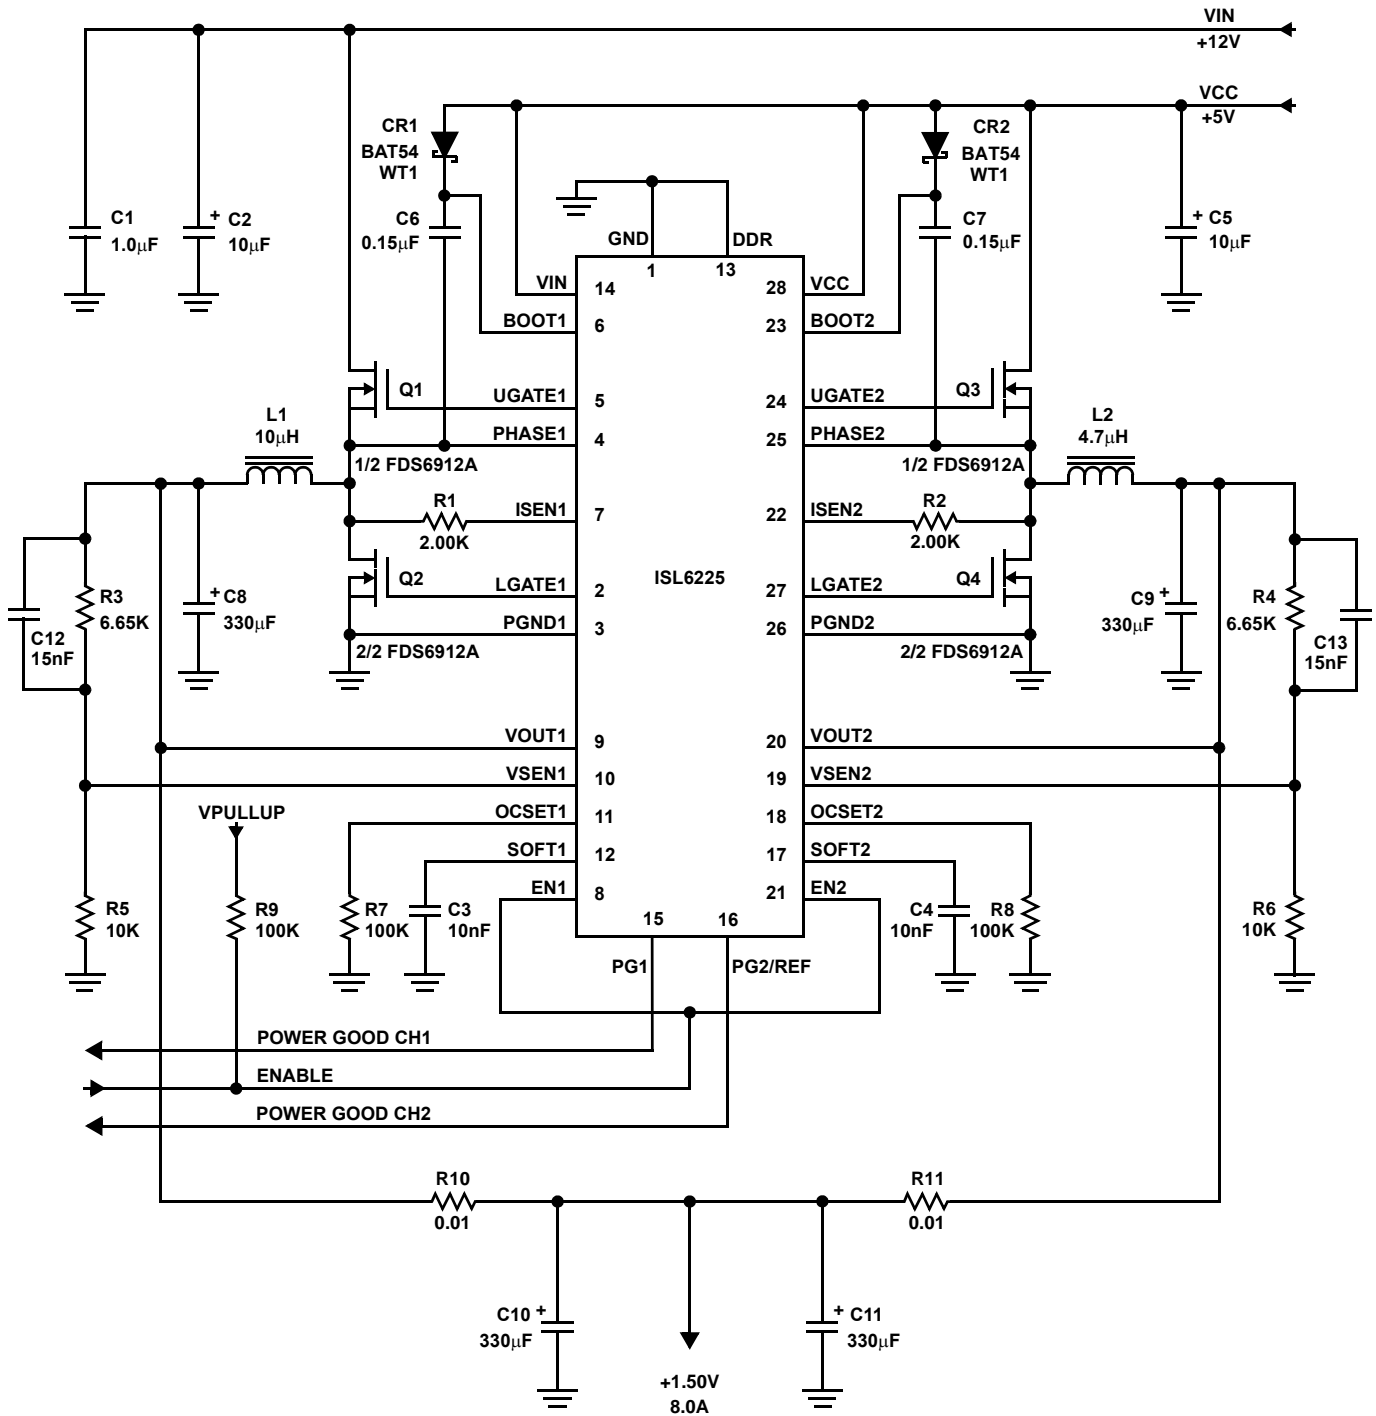 VIN
+12V
VCC
+5V
CR1
BAT54
WT1
CR2
BAT54
WT1
C1
1.0μF
+ C2
10μF
C6
0.15μF
GND
DDR
C7
0.15μF
+ C5
10μF
1
13
VIN
14
28
VCC
BOOT1
6
23
BOOT2
Q1
UGATE1
5
24
UGATE2
Q3
L1
10μH
PHASE1
4
25
PHASE2
L2
4.7μH
1/2 FDS6912A
1/2 FDS6912A
R1
2.00K
ISEN1
7
22
ISEN2
R2
2.00K
ISL6225
Q2
LGATE1
2
27
LGATE2
Q4
R3
6.65K
+ C8
330μF
C9 +
330μF
R4
6.65K
PGND1
3
26
PGND2
C12
15nF
C13
15nF
2/2 FDS6912A
2/2 FDS6912A
VOUT1
9
20
VOUT2
VSEN1
10
19
VSEN2
VPULLUP
OCSET1
11
18
OCSET2
SOFT1
12
17
SOFT2
EN1
8
21
EN2
R5
10K
R9
100K
R7
100K
C3
10nF
15
16
C4
10nF
R8
100K
R6
10K
PG1
PG2/REF
POWER GOOD CH1
ENABLE
POWER GOOD CH2
R10
0.01
R11
0.01
C10 +
330μF
+ C11
330μF
+1.50V
8.0A